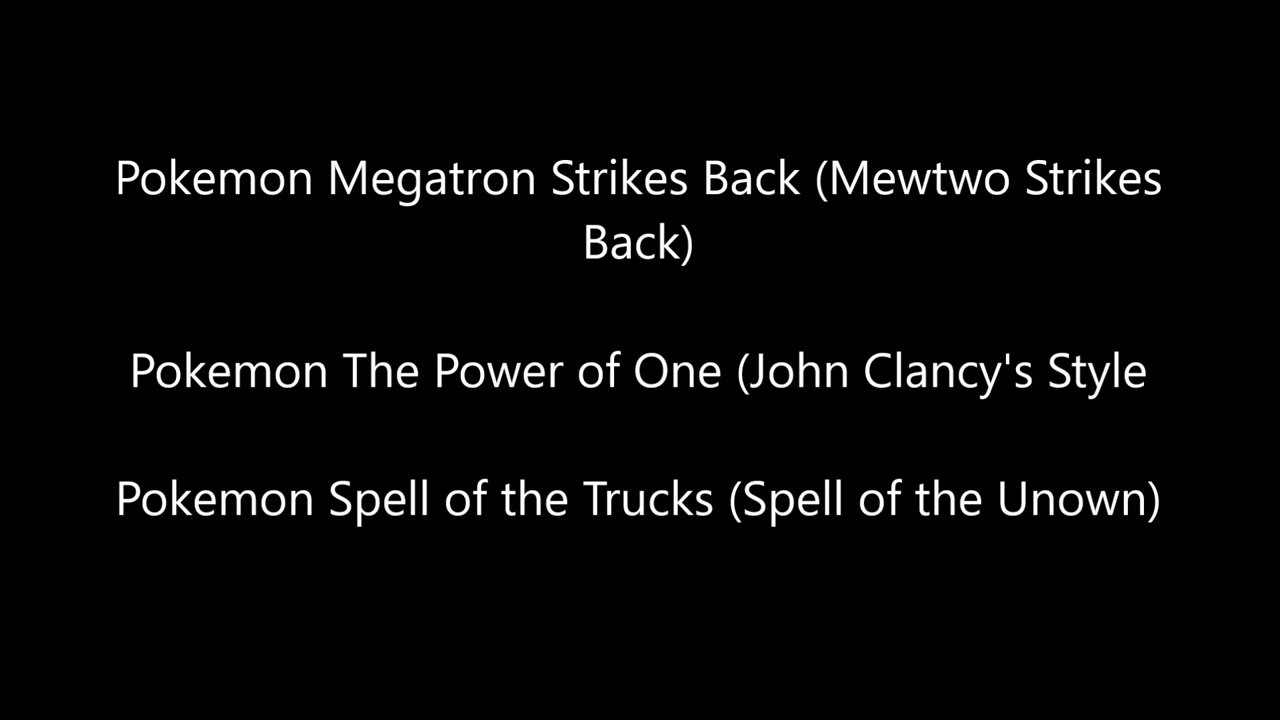 Pokemon Megatron Strikes Back (Mewtwo Strikes
Back)
Pokemon The Power of One (John Clancy's Style
Pokemon Spell of the Trucks (Spell of the Unown)